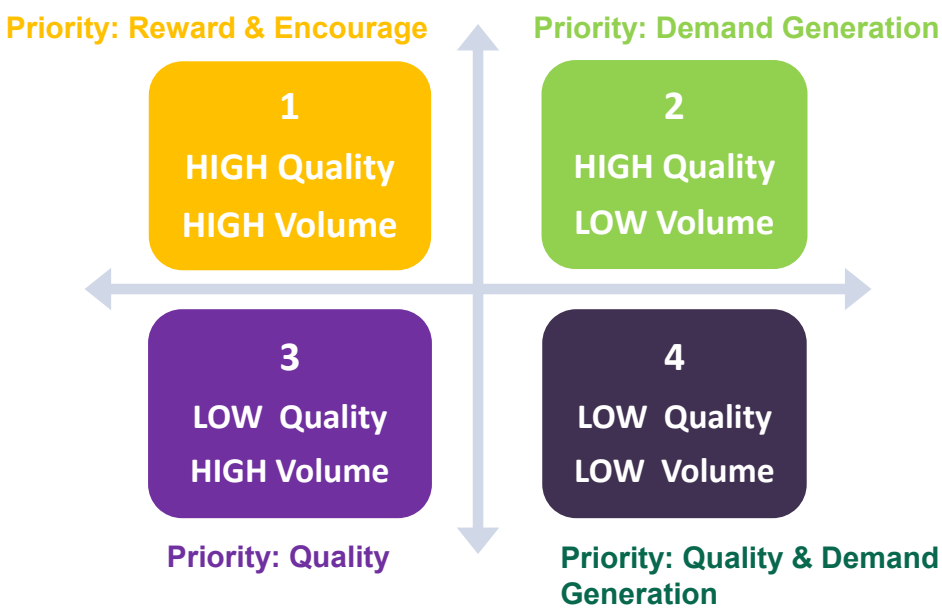 Priority: Reward & Encourage
Priority: Demand Generation
1
HIGH Quality
HIGH Volume
2
HIGH Quality
LOW Volume
3
LOW Quality
HIGH Volume
4
LOW Quality
LOW Volume
Priority: Quality
Priority: Quality & Demand
Generation